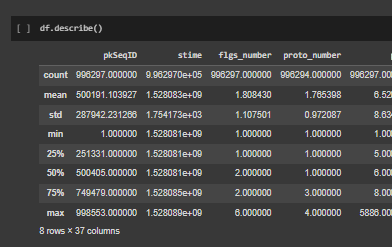 [ ] df.describe()
pkSeqID stime flgs_number proto_number
count 996297.000000 9.962970e+05 996297.000000 996294.000000 996297.00
mean 500191.103927 1.528083e+09 1.808430 1.765398 6.52
std 287942.231266 1.754173e+03 1.107501 0.972087 8.63
min 1.000000 1.528081e+09 1.000000 1.000000 1.00
25% 251331.000000 1.528081e+09 1.000000 1.000000 5.00
50% 500405.000000 1.528081e+09 2.000000 1.000000 6.00
75% 749479.000000 1.528085e+09 2.000000 3.000000 8.00
max 998553.000000 1.528089e+09 6.000000 4.000000 5886.00
8 rows × 37 columns